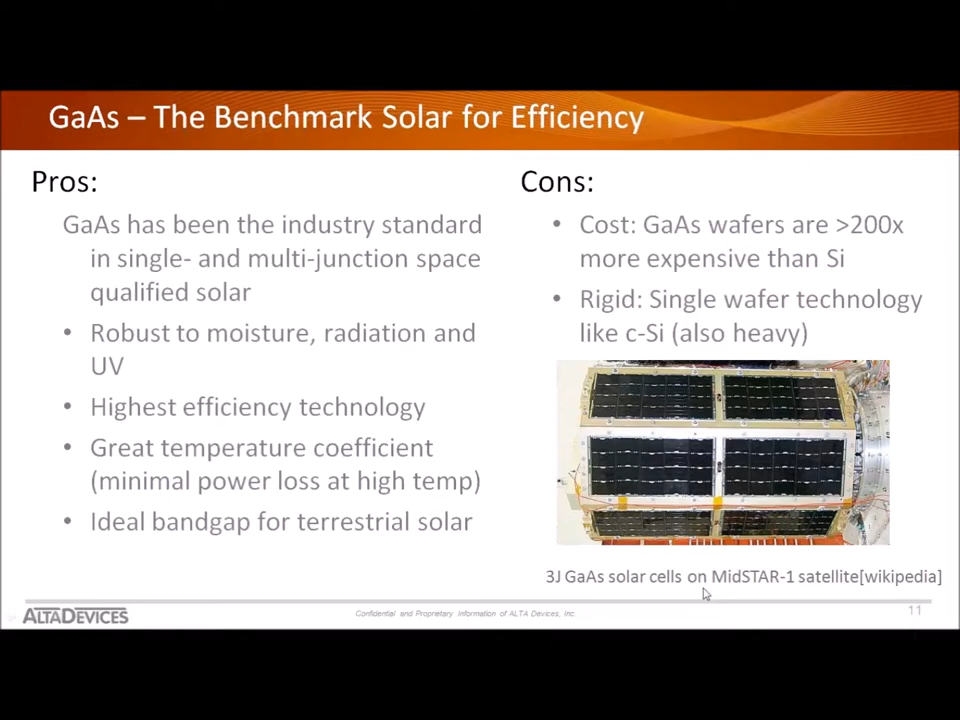 GaAs – The Benchmark Solar for Efficiency
Pros:
GaAs has been the industry standard
in single- and multi-junction space
qualified solar
• Robust to moisture, radiation and
UV
• Highest efficiency technology
• Great temperature coefficient
(minimal power loss at high temp)
• Ideal bandgap for terrestrial solar
Cons:
• Cost: GaAs wafers are >200x
more expensive than Si
• Rigid: Single wafer technology
like c-Si (also heavy)
3J GaAs solar cells on MidSTAR-1 satellite[wikipedia]
ALTADEVICES
Confidential and Proprietary Information of ALTA Devices, Inc.
11